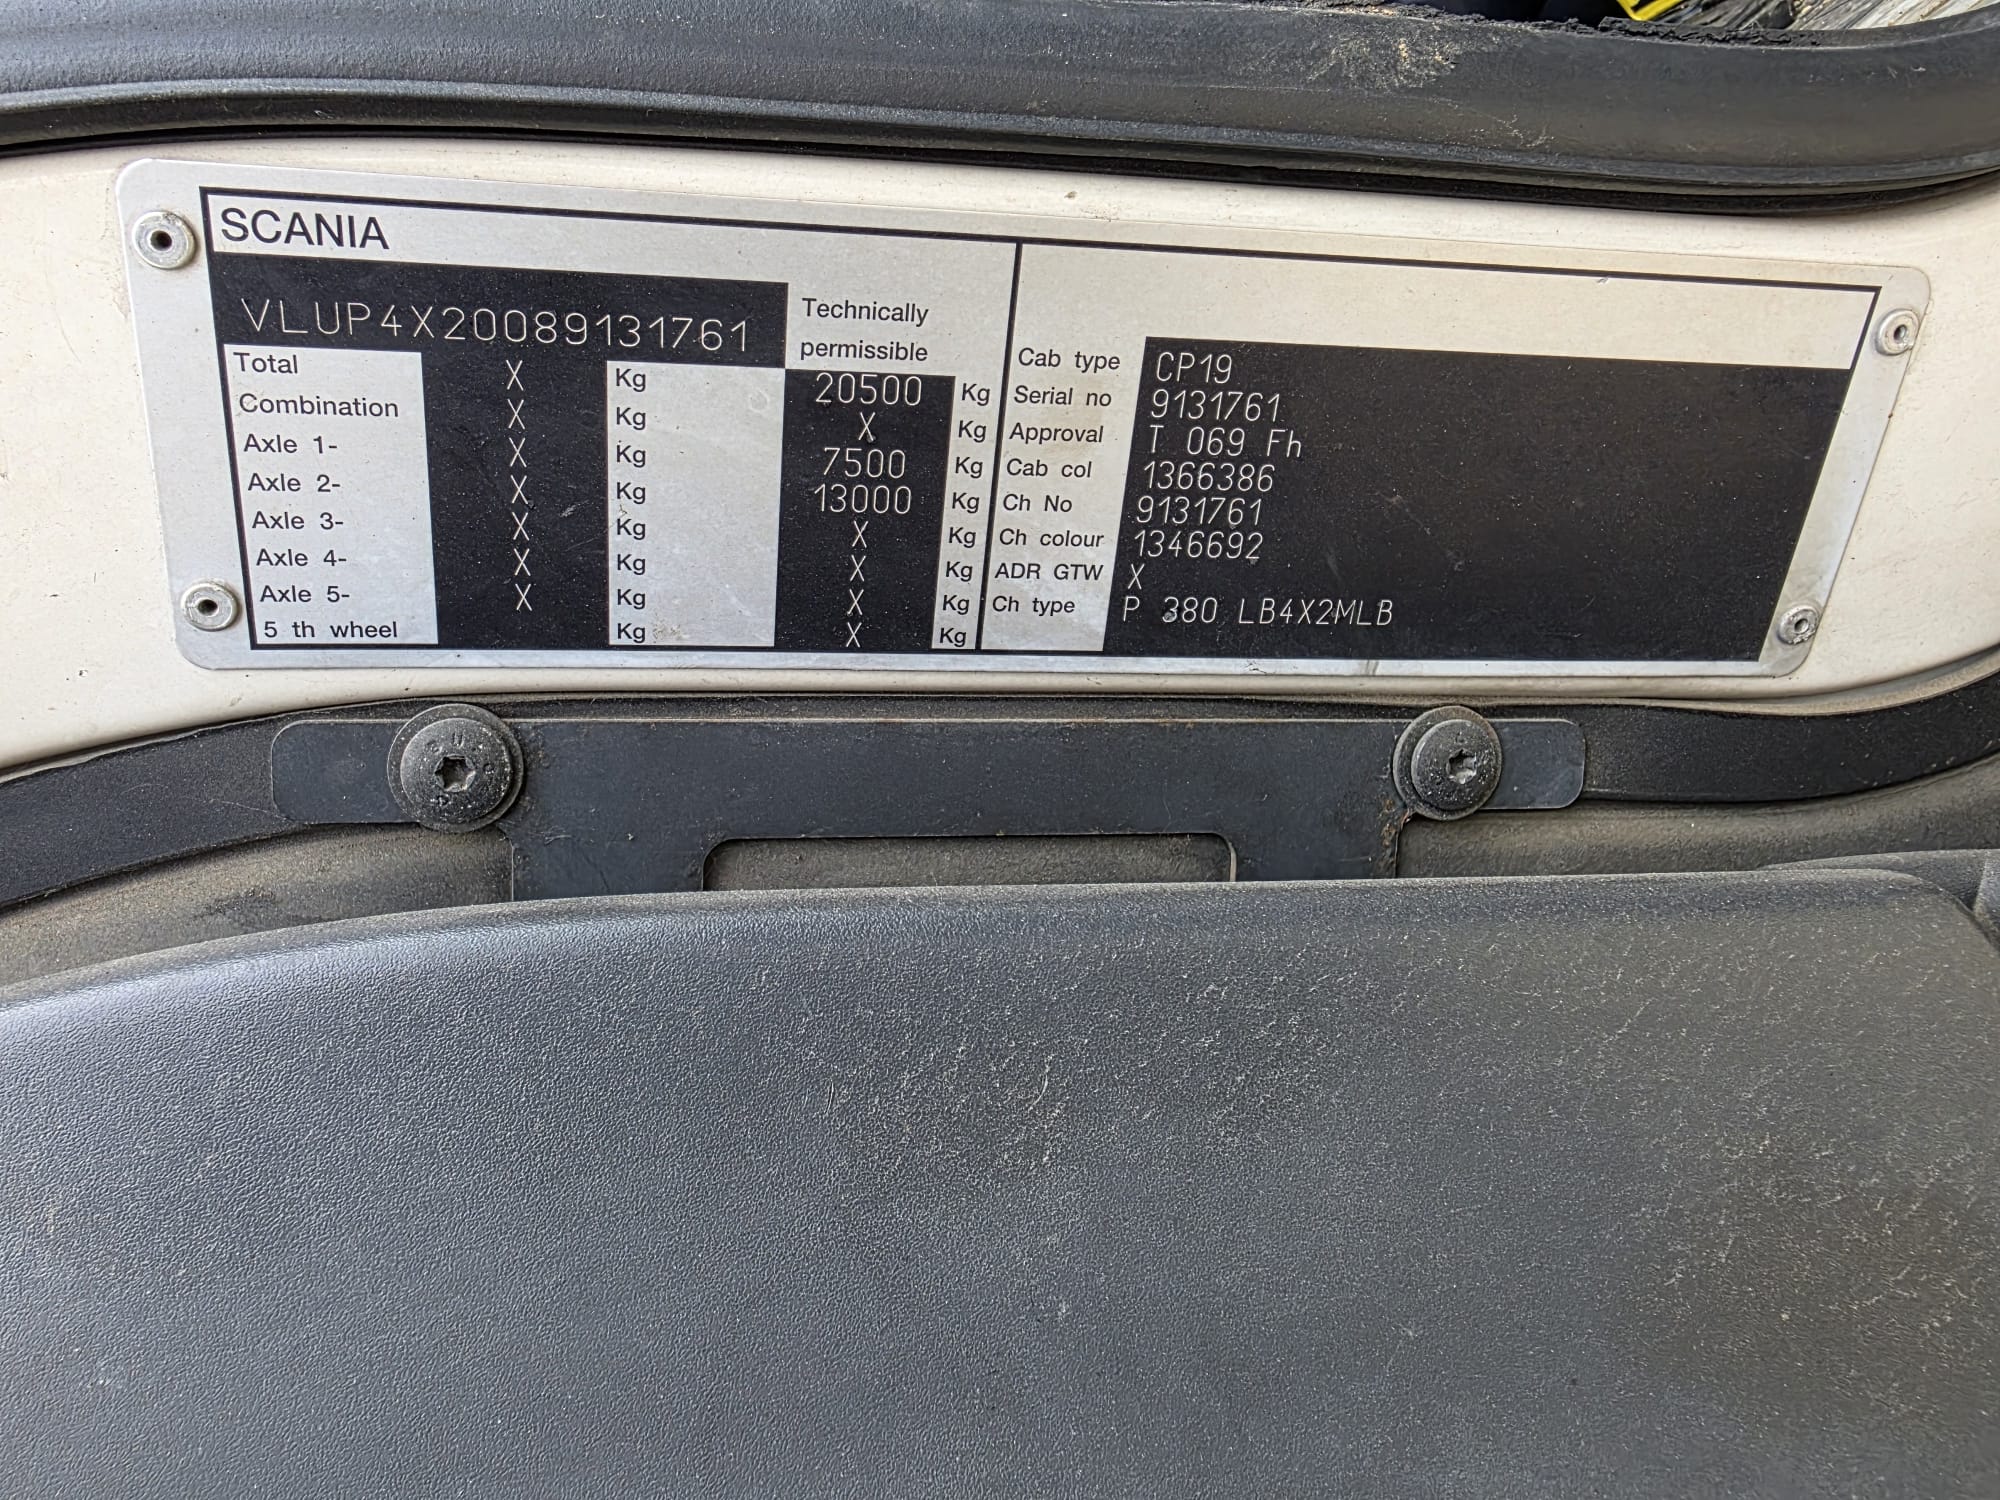 SCANIA
VLUP4X20089131761
Technically
permissible
Total X Kg 20500 Kg
Combination X Kg X Kg
Axle 1- X Kg 7500 Kg
Axle 2- X Kg 13000 Kg
Axle 3- X Kg X Kg
Axle 4- X Kg X Kg
Axle 5- X Kg X Kg
5 th wheel Kg X Kg
Cab type CP19
Serial no 9131761
Approval T 069 Fh
Cab col 1366386
Ch No 9131761
Ch colour 1346692
ADR GTW X
Ch type P 380 LB4X2MLB